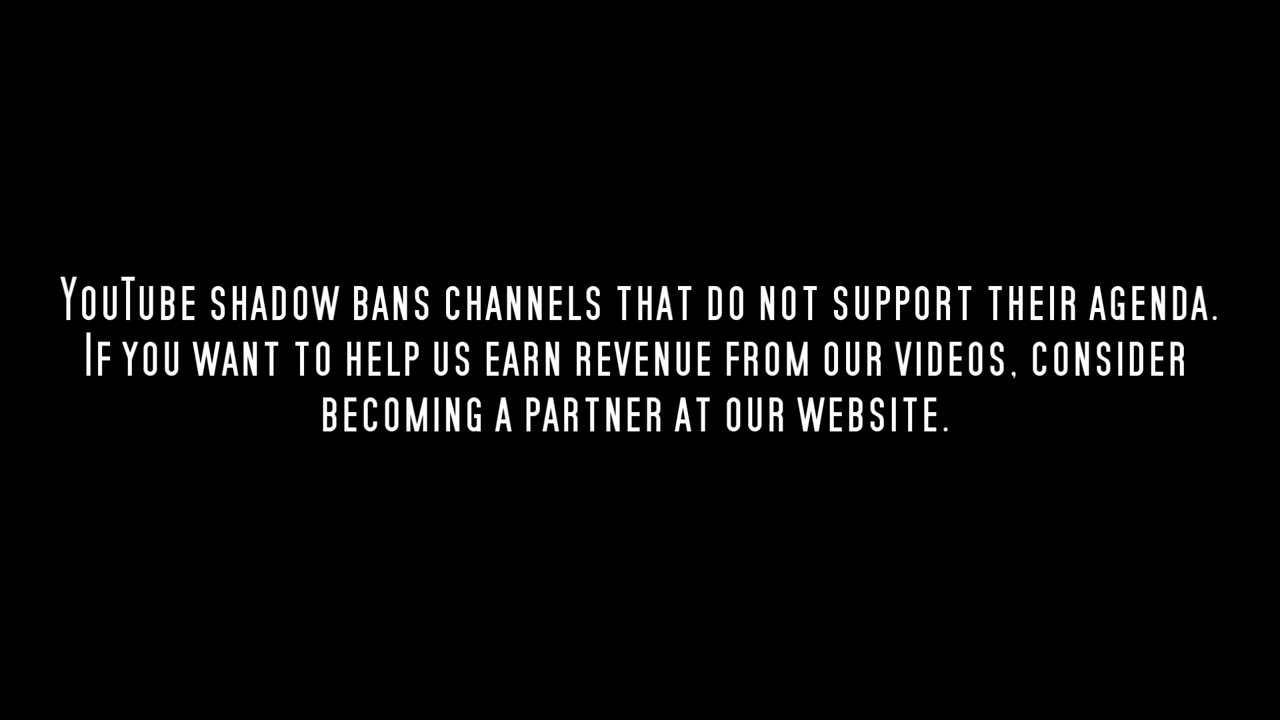 YouTube shadow bans channels that do not support their agenda.
If you want to help us earn revenue from our videos, consider
becoming a partner at our website.